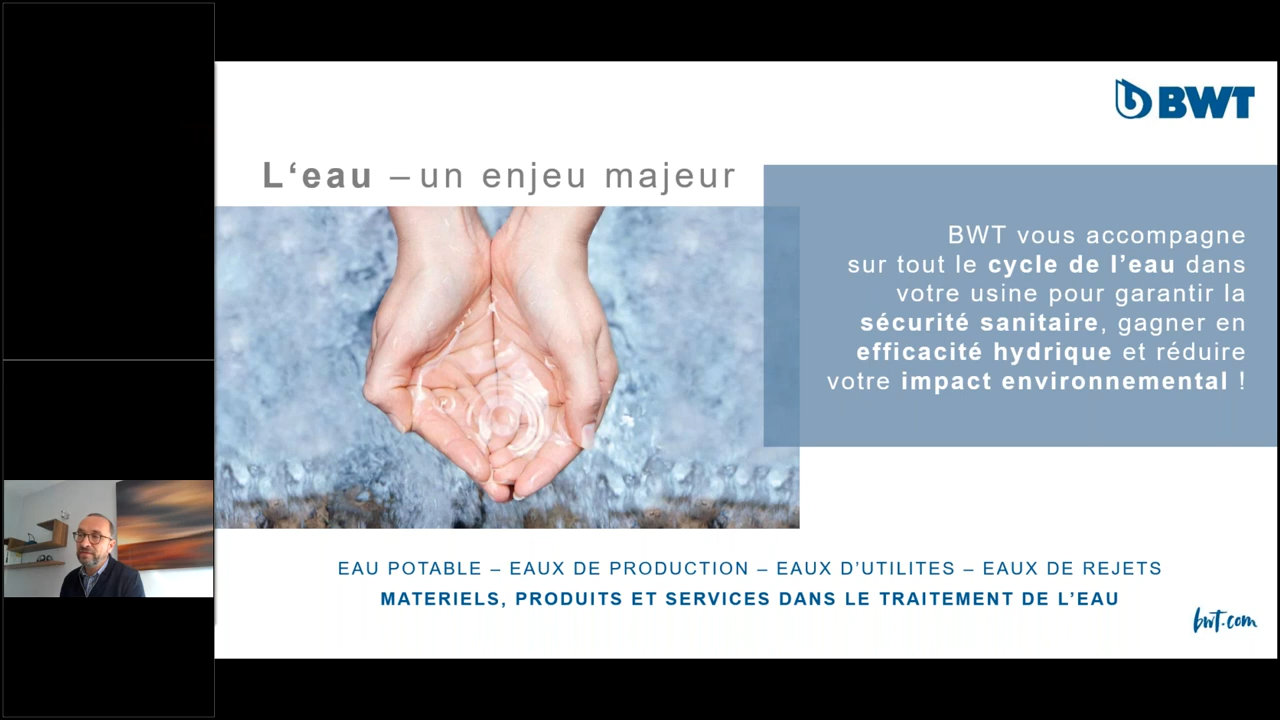 BWT
L‘eau – un enjeu majeur
BWT vous accompagne
sur tout le cycle de l’eau dans
votre usine pour garantir la
sécurité sanitaire, gagner en
efficacité hydrique et réduire
votre impact environnemental !
EAU POTABLE – EAUX DE PRODUCTION – EAUX D’UTILITES – EAUX DE REJETS
MATERIELS, PRODUITS ET SERVICES DANS LE TRAITEMENT DE L’EAU
bwt.com